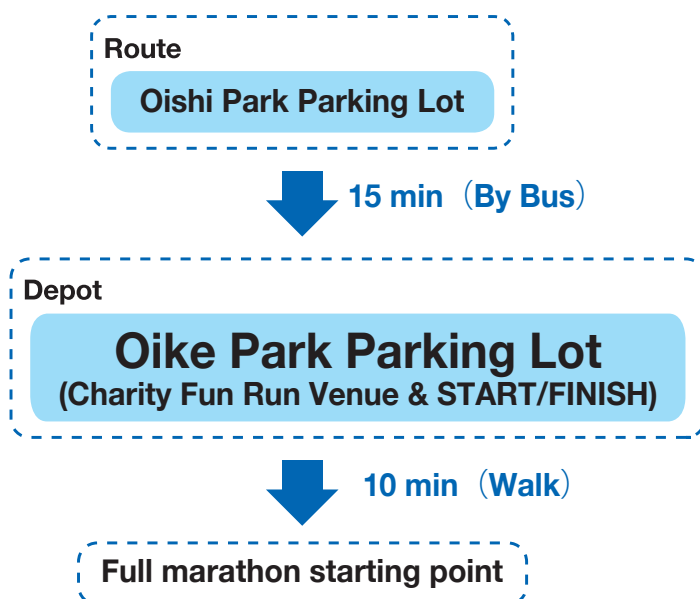 Route
Oishi Park Parking Lot
15 min（By Bus）
Depot
Oike Park Parking Lot
(Charity Fun Run Venue & START/FINISH)
10 min（Walk）
Full marathon starting point